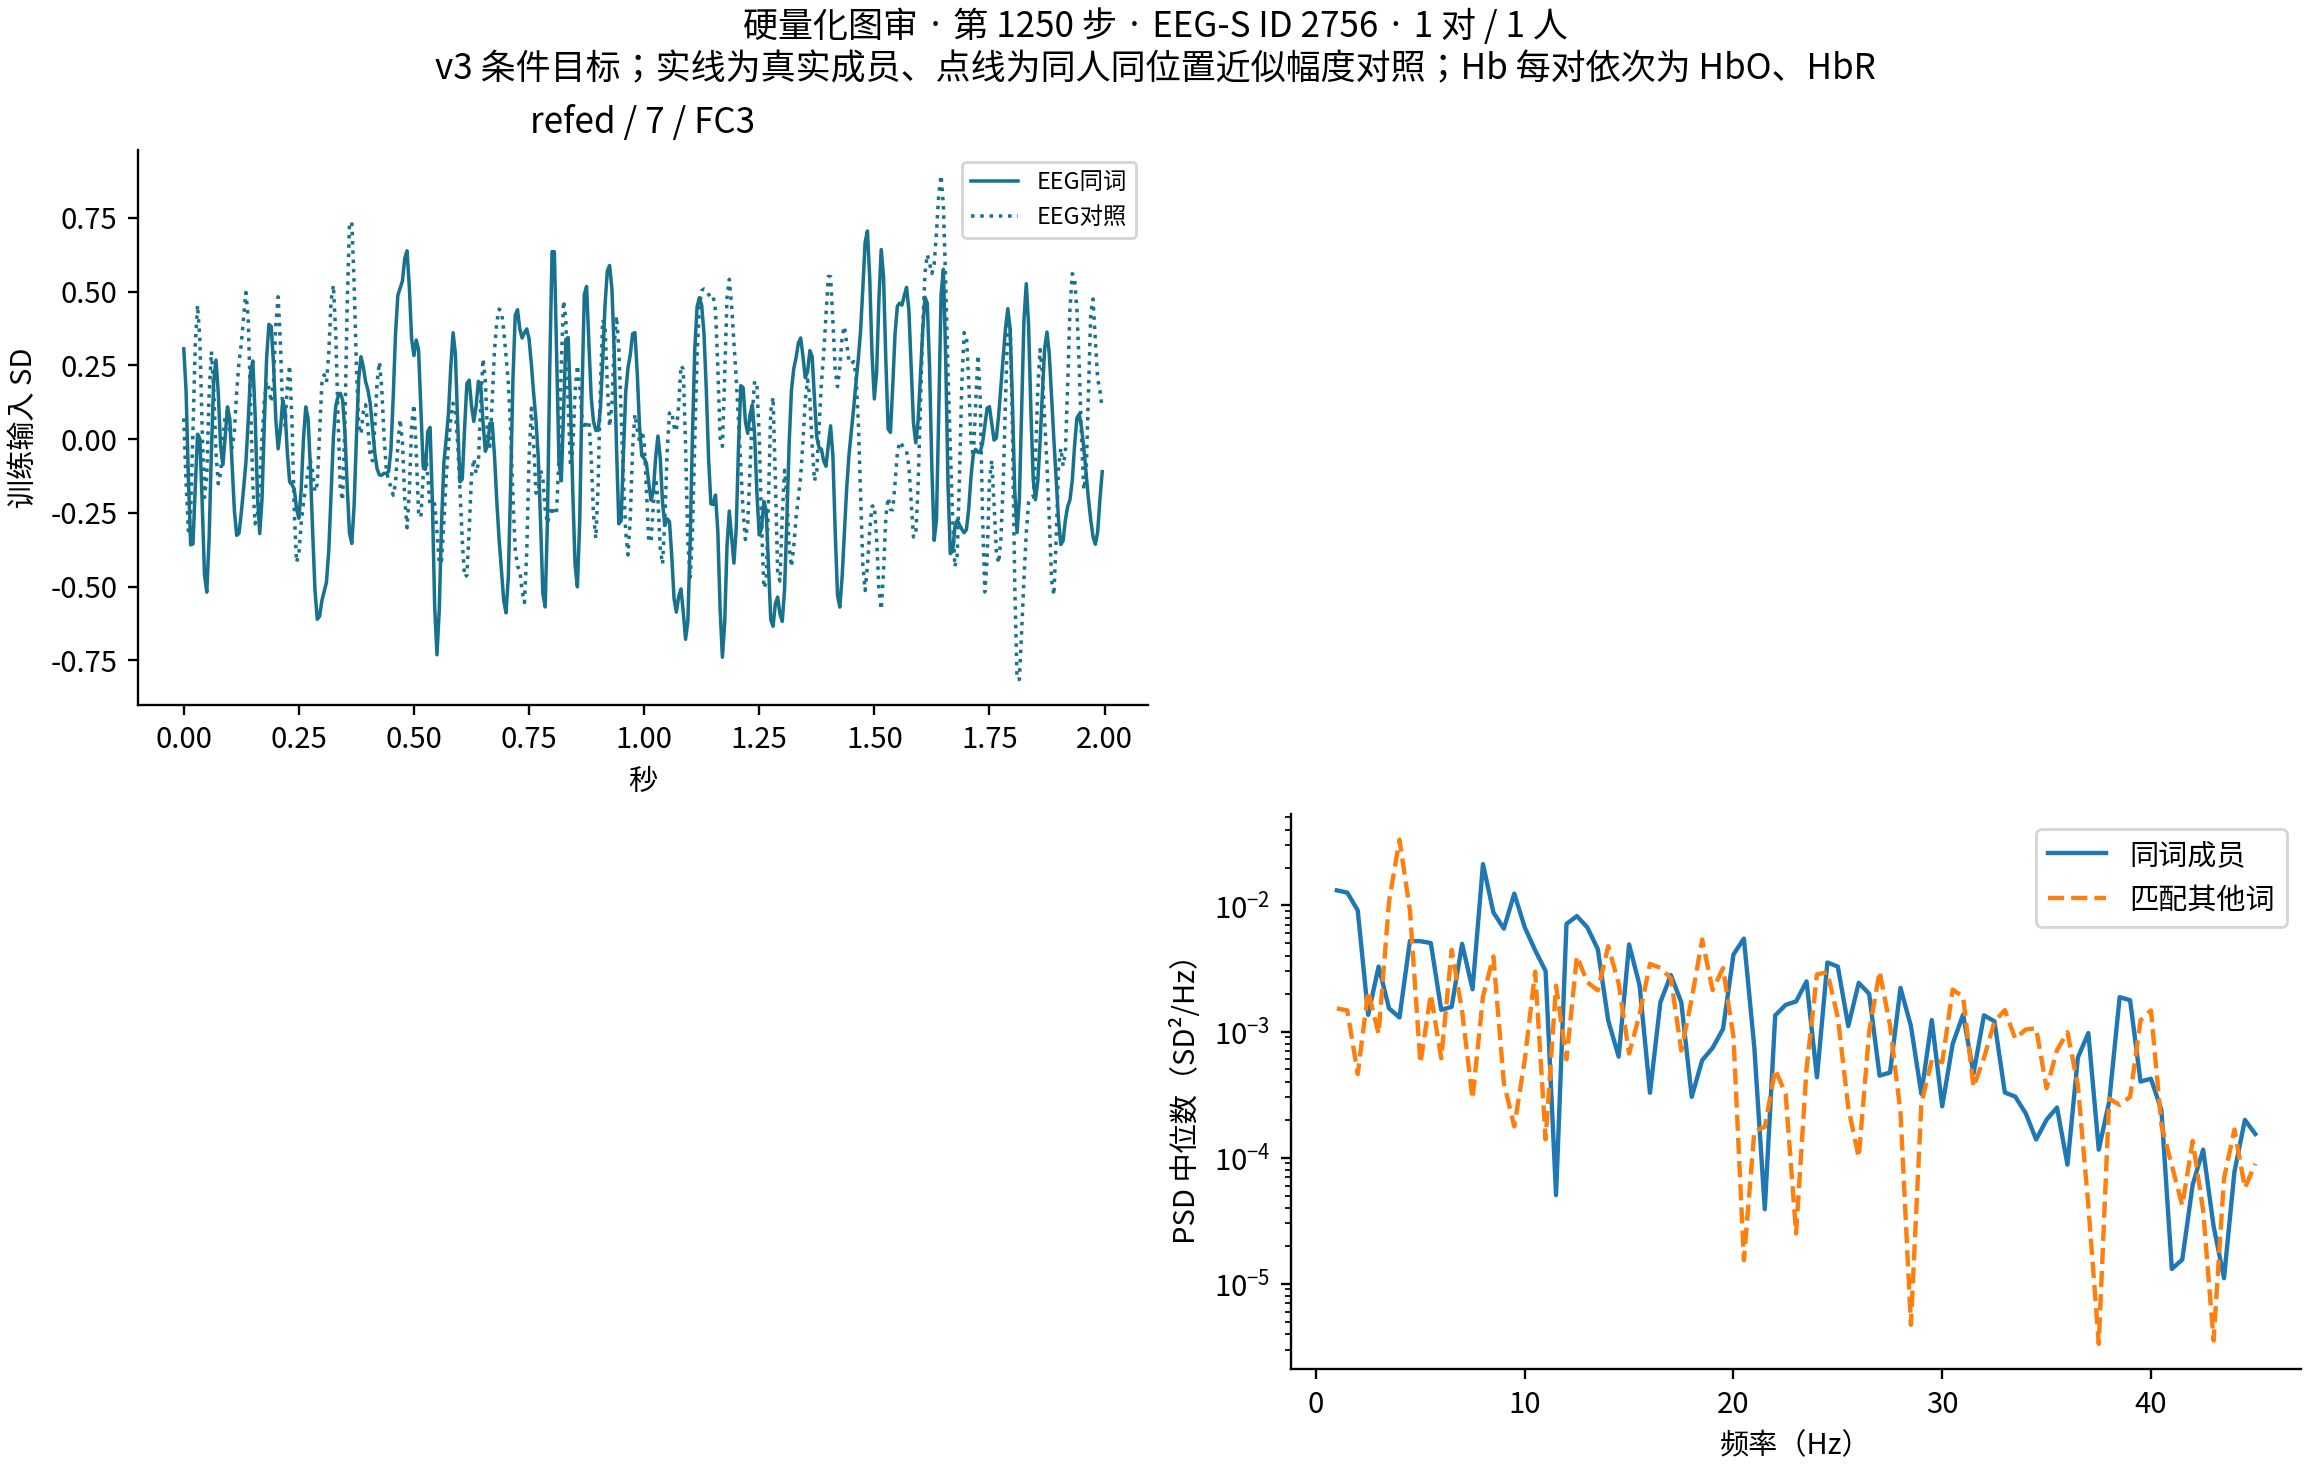 硬量化图审 · 第 1250 步 · EEG-S ID 2756 · 1 对 / 1 人
v3 条件目标；实线为真实成员、点线为同人同位置近似幅度对照；Hb 每对依次为 HbO、HbR
refed / 7 / FC3
EEG同词
EEG对照
训练输入 SD
0.75
0.50
0.25
0.00
-0.25
-0.50
-0.75
0.00 0.25 0.50 0.75 1.00 1.25 1.50 1.75 2.00
秒
同词成员
匹配其他词
PSD 中位数（SD²/Hz）
10⁻²
10⁻³
10⁻⁴
10⁻⁵
0 10 20 30 40
频率（Hz）